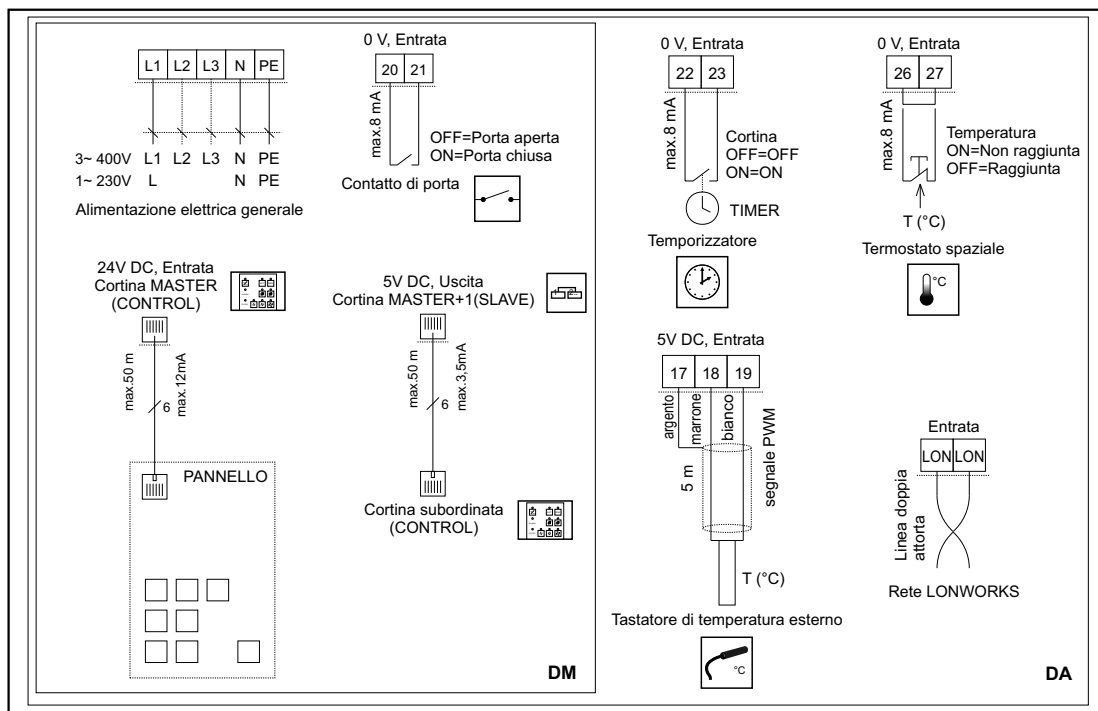 L1 L2 L3 N PE
3~ 400V L1 L2 L3 N PE
1~ 230V L N PE
Alimentazione elettrica generale
0 V, Entrata
20 21
max.8 mA
OFF=Porta aperta
ON=Porta chiusa
Contatto di porta
24V DC, Entrata
Cortina MASTER
(CONTROL)
max.50 m
max.12mA
6
PANNELLO
5V DC, Uscita
Cortina MASTER+1(SLAVE)
max.50 m
max.3,5mA
6
Cortina subordinata
(CONTROL)
DM
0 V, Entrata
22 23
max.8 mA
Cortina
OFF=OFF
ON=ON
TIMER
Temporizzatore
0 V, Entrata
26 27
max.8 mA
Temperatura
ON=Non raggiunta
OFF=Raggiunta
T (°C)
Termostato spaziale
°C
5V DC, Entrata
17 18 19
argento
marrone
bianco
5 m
segnale PWM
T (°C)
Tastatore di temperatura esterno
°C
Entrata
LON LON
Linea doppia
attorta
Rete LONWORKS
DA